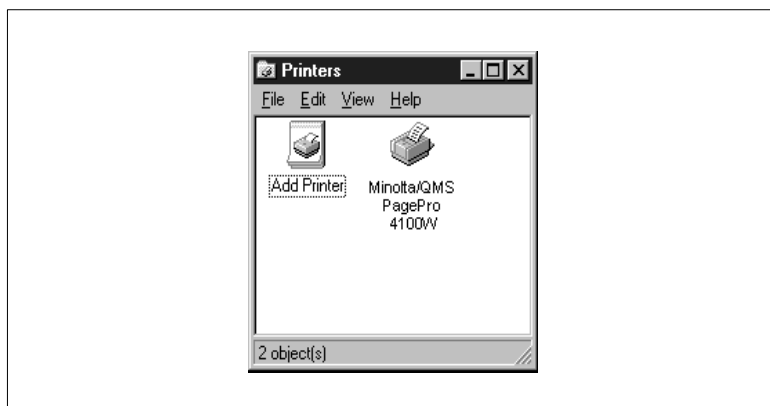 Printers
File Edit View Help
Add Printer
Minolta/QMS
PagePro
4100W
2 object(s)